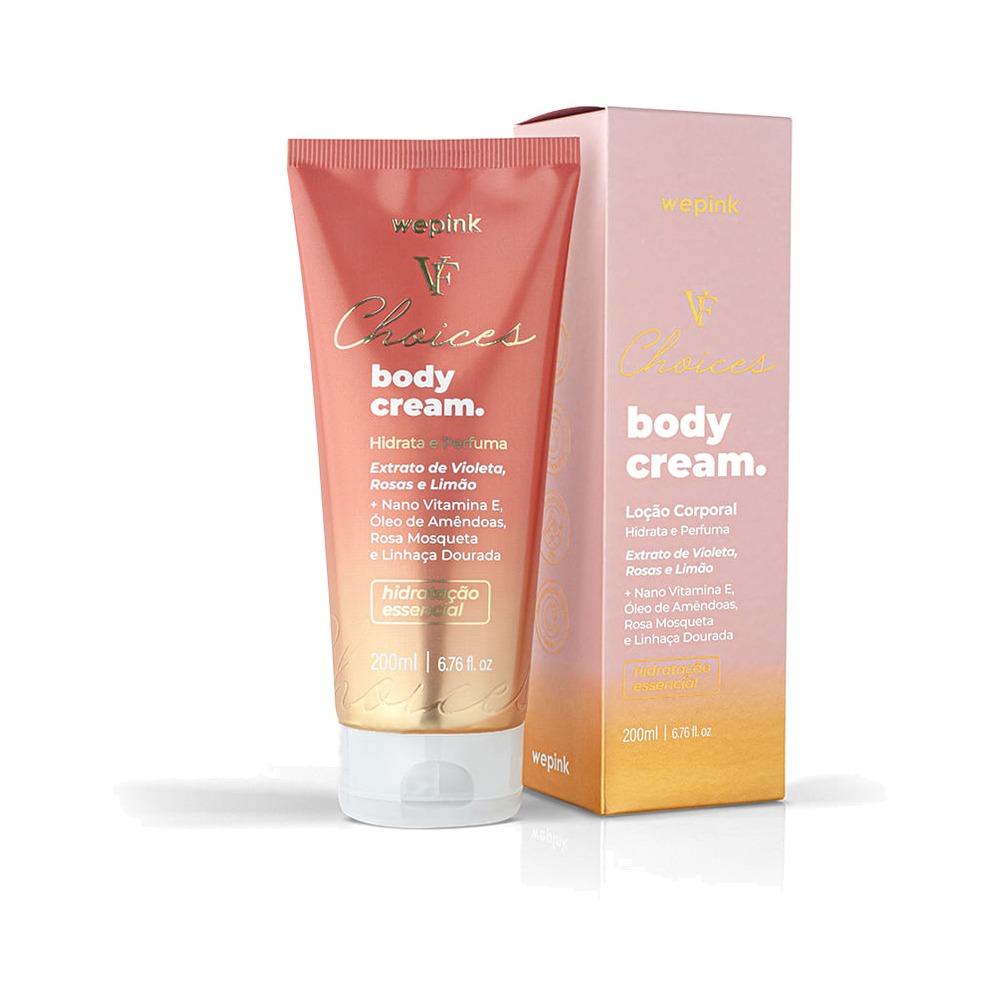 wepink
VF
Choices
body
cream.
Hidrata e Perfuma
Extrato de Violeta,
Rosas e Limão
+ Nano Vitamina E,
Óleo de Amêndoas,
Rosa Mosqueta
e Linhaça Dourada
hidratação
essencial
200ml | 6.76 fl. oz
Choices
wepink
VF
Choices
body
cream.
Loção Corporal
Hidrata e Perfuma
Extrato de Violeta,
Rosas e Limão
+ Nano Vitamina E,
Óleo de Amêndoas,
Rosa Mosqueta
e Linhaça Dourada
hidratação
essencial
200ml | 6.76 fl. oz
wepink